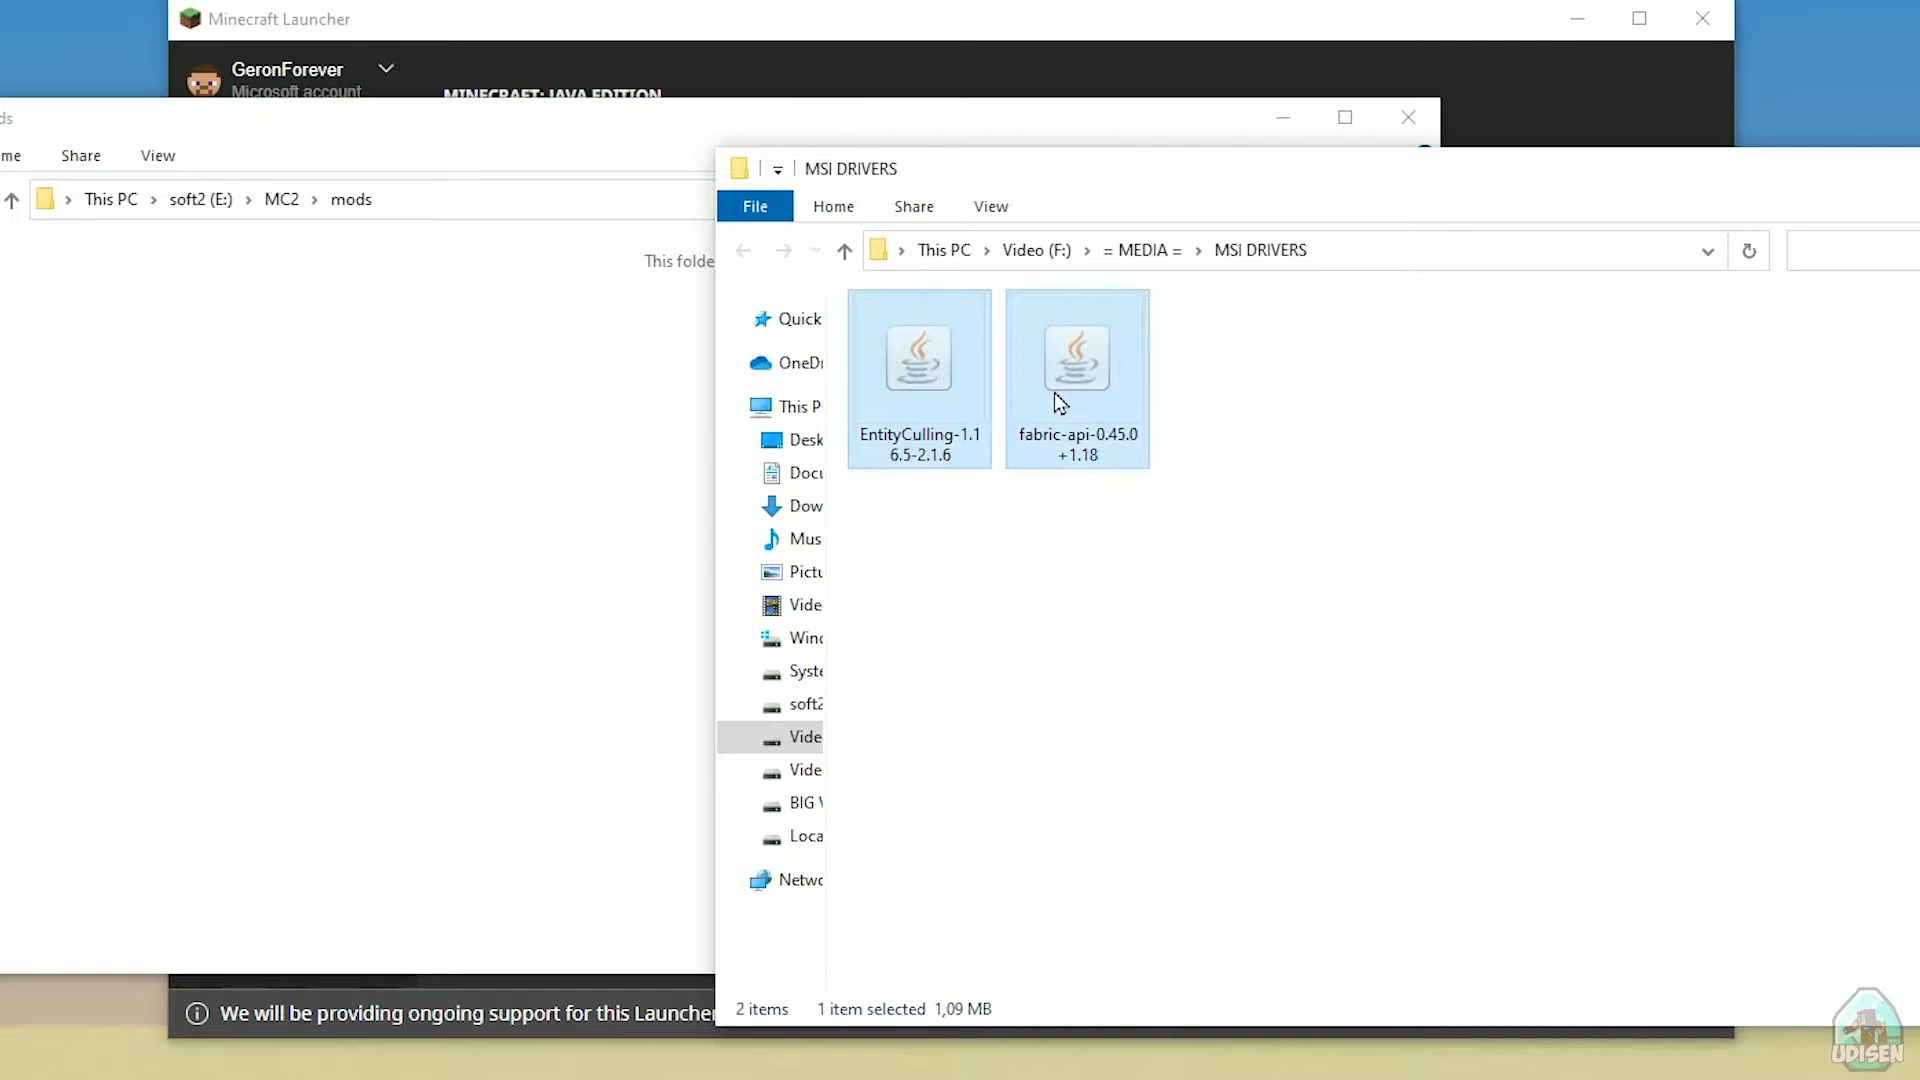 Minecraft Launcher
GeronForever
Microsoft account
MINECRAFT: JAVA EDITION
ds
me Share View
This PC soft2 (E:) MC2 mods
This folde
MSI DRIVERS
File Home Share View
This PC Video (F:) = MEDIA = MSI DRIVERS
Quick
OneDr
This P
Desk
Docu
Dow
Mus
Pictu
Vide
Wind
Syste
soft2
Vide
Vide
BIG V
Loca
Netwo
EntityCulling-1.1
6.5-2.1.6
fabric-api-0.45.0
+1.18
2 items 1 item selected 1,09 MB
We will be providing ongoing support for this Launcher
UDISEN